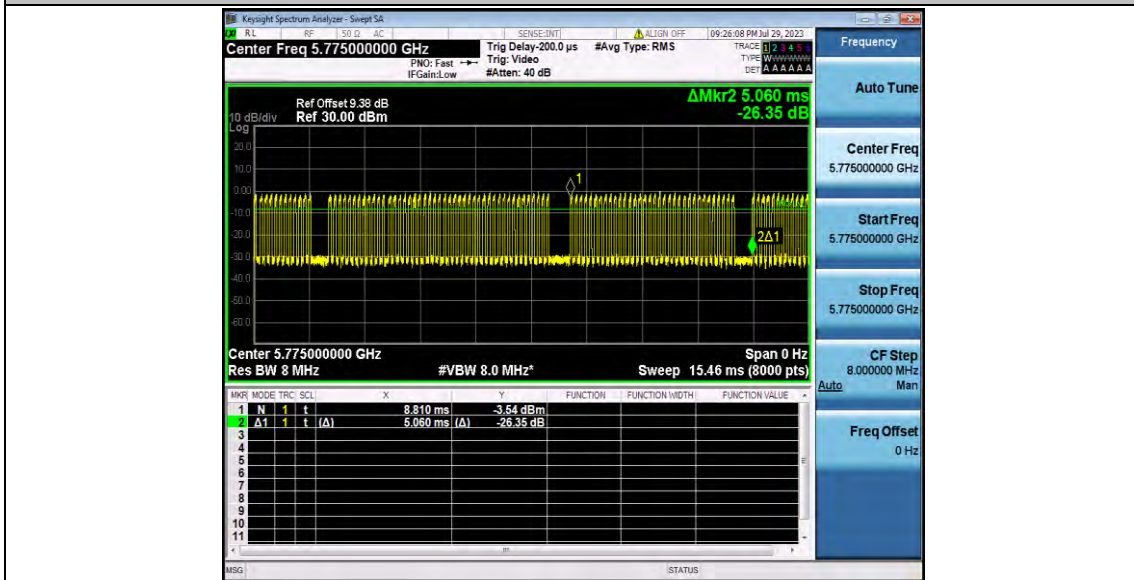 Keysight Spectrum Analyzer - Swept SA
RL RF 50 Ω AC SENSE:INT ALIGN OFF 09:26:08 PM Jul 29, 2023
Center Freq 5.775000000 GHz Trig Delay-200.0 µs #Avg Type: RMS TRACE 1 2 3 4 5 6
PNO: Fast Trig: Video TYPE W
IFGain:Low #Atten: 40 dB DET A A A A A A
Frequency
Auto Tune
Center Freq
5.775000000 GHz
Start Freq
5.775000000 GHz
Stop Freq
5.775000000 GHz
CF Step
8.000000 MHz
Auto Man
Freq Offset
0 Hz
ΔMkr2 5.060 ms
-26.35 dB
Ref Offset 9.38 dB
10 dB/div Ref 30.00 dBm
Log
20.0
10.0
0.00
-10.0
-20.0
-30.0
-40.0
-50.0
-60.0
1
2Δ1
Center 5.775000000 GHz Span 0 Hz
Res BW 8 MHz #VBW 8.0 MHz* Sweep 15.46 ms (8000 pts)
MKR MODE TRC SCL X Y FUNCTION FUNCTION WIDTH FUNCTION VALUE
1 N 1 t 8.810 ms -3.54 dBm
2 Δ1 1 t (Δ) 5.060 ms (Δ) -26.35 dB
3
4
5
6
7
8
9
10
11
MSG STATUS